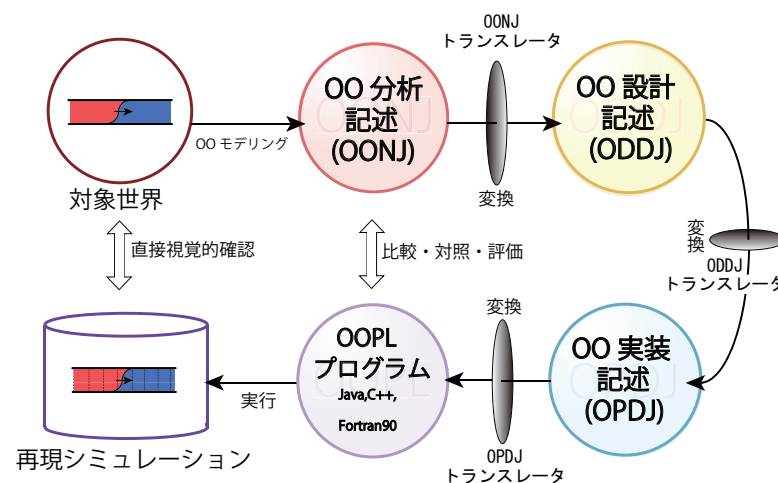 OONJ
トランスレータ
OO 分析
記述
(OONJ)
OO 設計
記述
(ODDJ)
OO モデリング
対象世界
変換
直接視覚的確認
比較・対照・評価
変換
ODDJ
トランスレータ
変換
OOPL
プログラム
Java,C++,
Fortran90
OO 実装
記述
(OPDJ)
実行
再現シミュレーション
OPDJ
トランスレータ